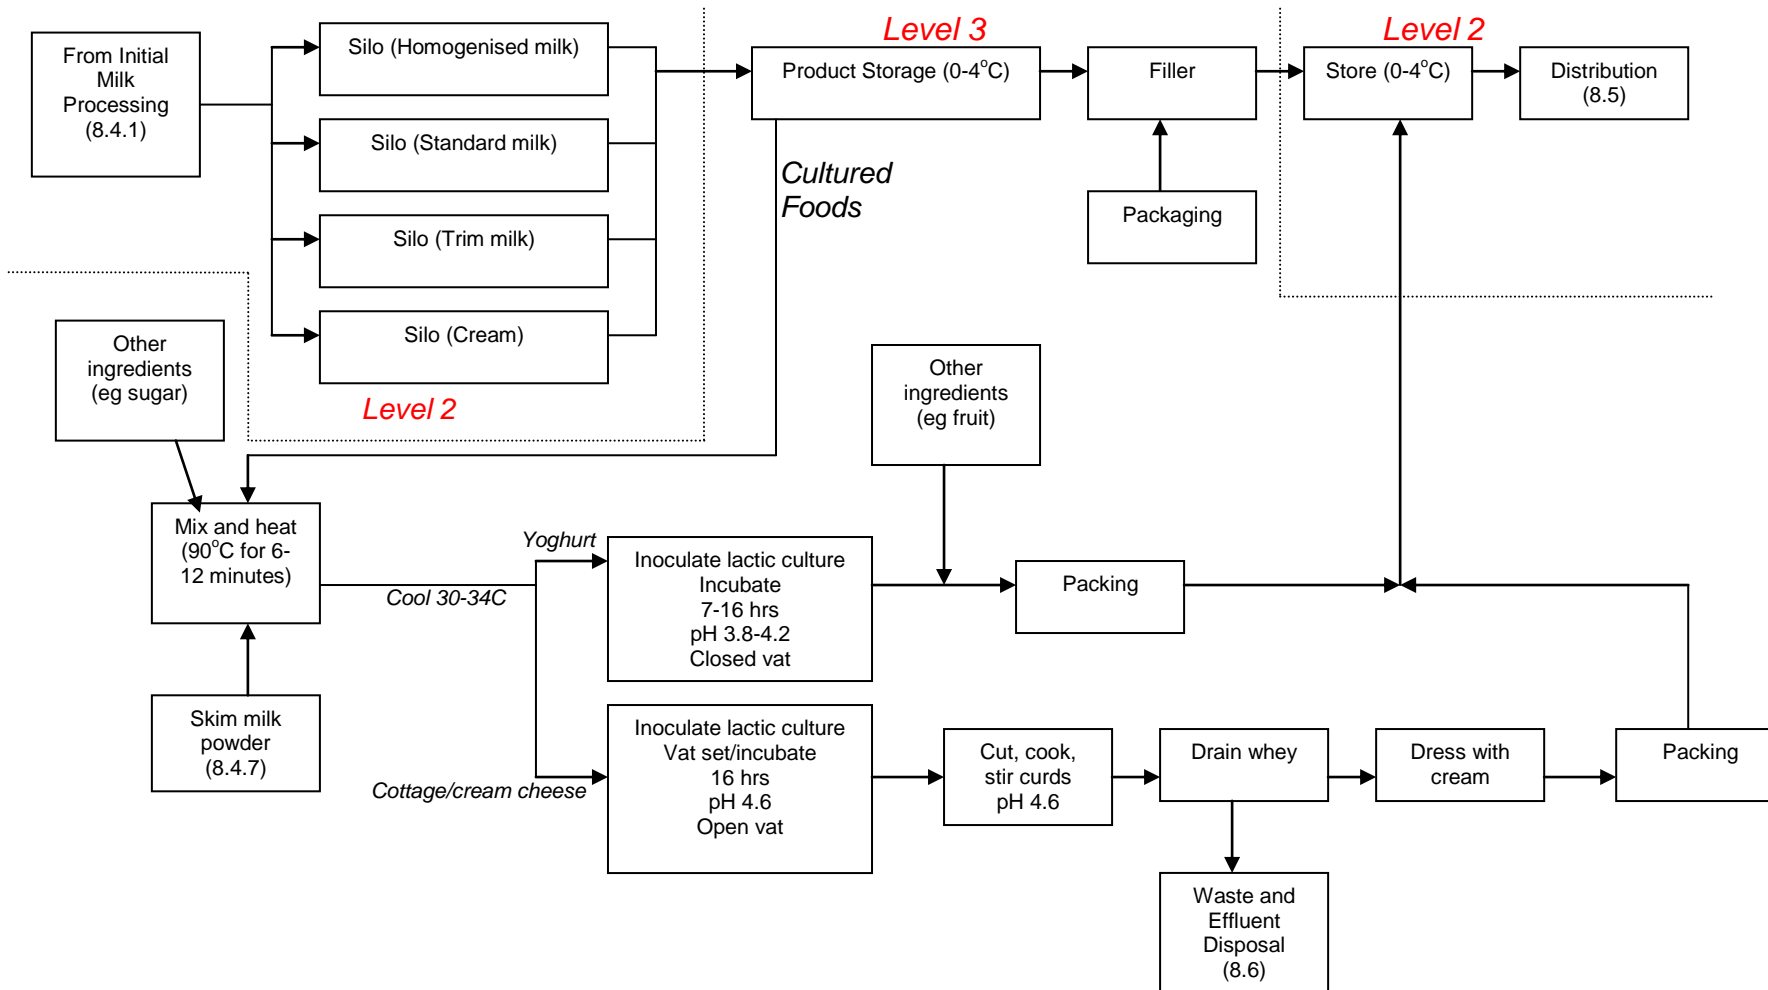 Level 3
Level 2
From Initial
Milk
Processing
(8.4.1)
Silo (Homogenised milk)
Silo (Standard milk)
Silo (Trim milk)
Silo (Cream)
Level 2
Product Storage (0-4°C)
Filler
Store (0-4°C)
Distribution
(8.5)
Packaging
Cultured
Foods
Other
ingredients
(eg sugar)
Other
ingredients
(eg fruit)
Mix and heat
(90°C for 6-
12 minutes)
Cool 30-34C
Skim milk
powder
(8.4.7)
Yoghurt
Inoculate lactic culture
Incubate
7-16 hrs
pH 3.8-4.2
Closed vat
Packing
Cottage/cream cheese
Inoculate lactic culture
Vat set/incubate
16 hrs
pH 4.6
Open vat
Cut, cook,
stir curds
pH 4.6
Drain whey
Dress with
cream
Packing
Waste and
Effluent
Disposal
(8.6)